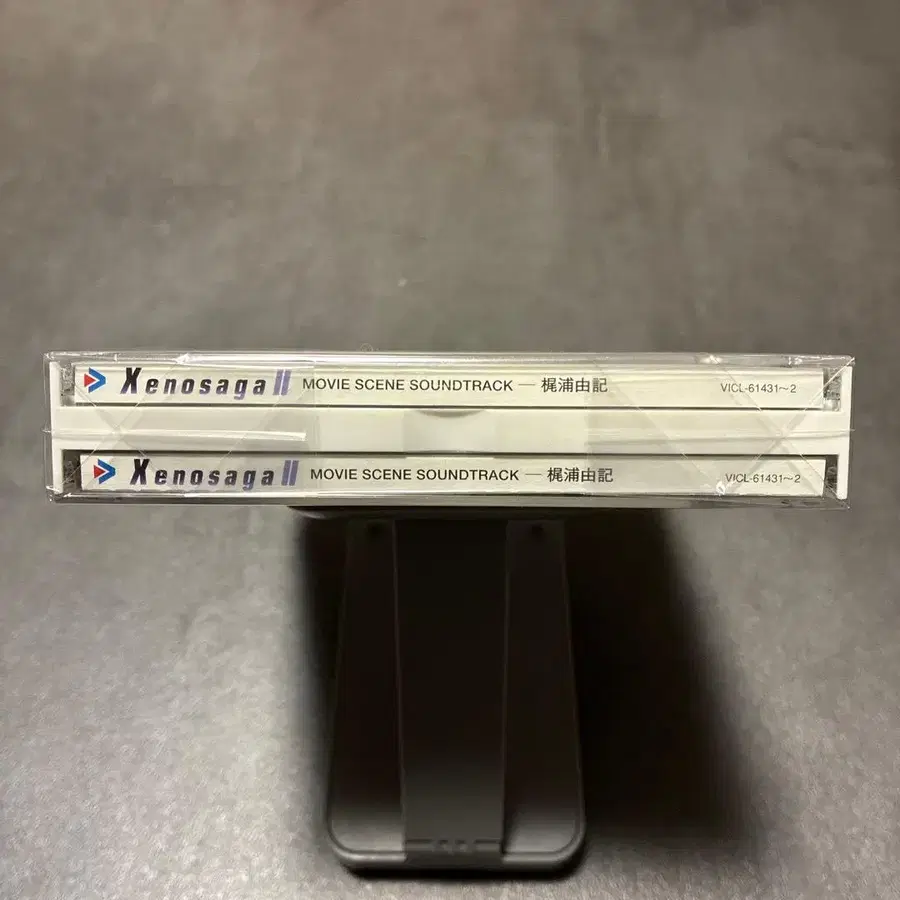 Xenosaga II MOVIE SCENE SOUNDTRACK — 梶浦由記 VICL-61431〜2
Xenosaga II MOVIE SCENE SOUNDTRACK — 梶浦由記 VICL-61431〜2